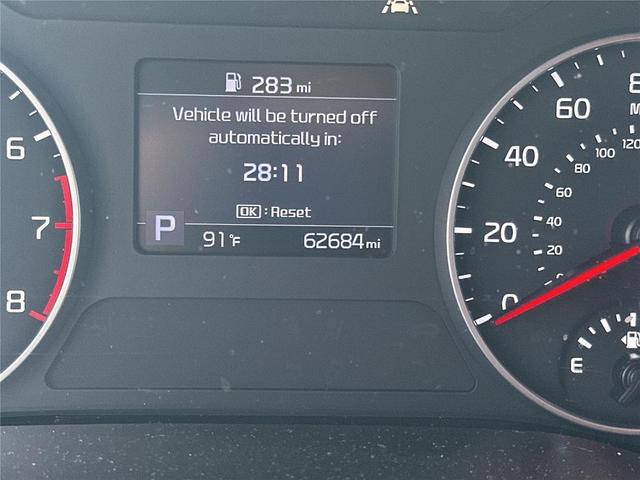 283 mi
Vehicle will be turned off
automatically in:
28:11
OK : Reset
P
91°F
62684 mi
6
7
8
60
40
20
0
120
100
80
60
40
20
E